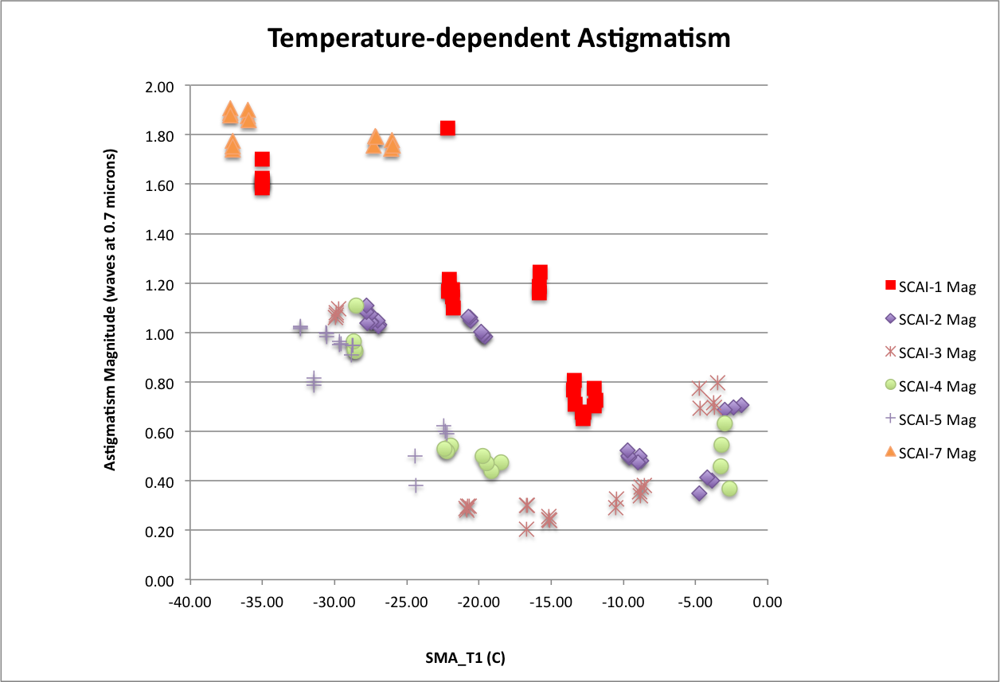 Temperature-dependent Astigmatism
2.00
1.80
1.60
1.40
1.20
1.00
0.80
0.60
0.40
0.20
0.00
Astigmatism Magnitude (waves at 0.7 microns)
-40.00 -35.00 -30.00 -25.00 -20.00 -15.00 -10.00 -5.00 0.00
SMA_T1 (C)
SCAI-1 Mag
SCAI-2 Mag
SCAI-3 Mag
SCAI-4 Mag
SCAI-5 Mag
SCAI-7 Mag